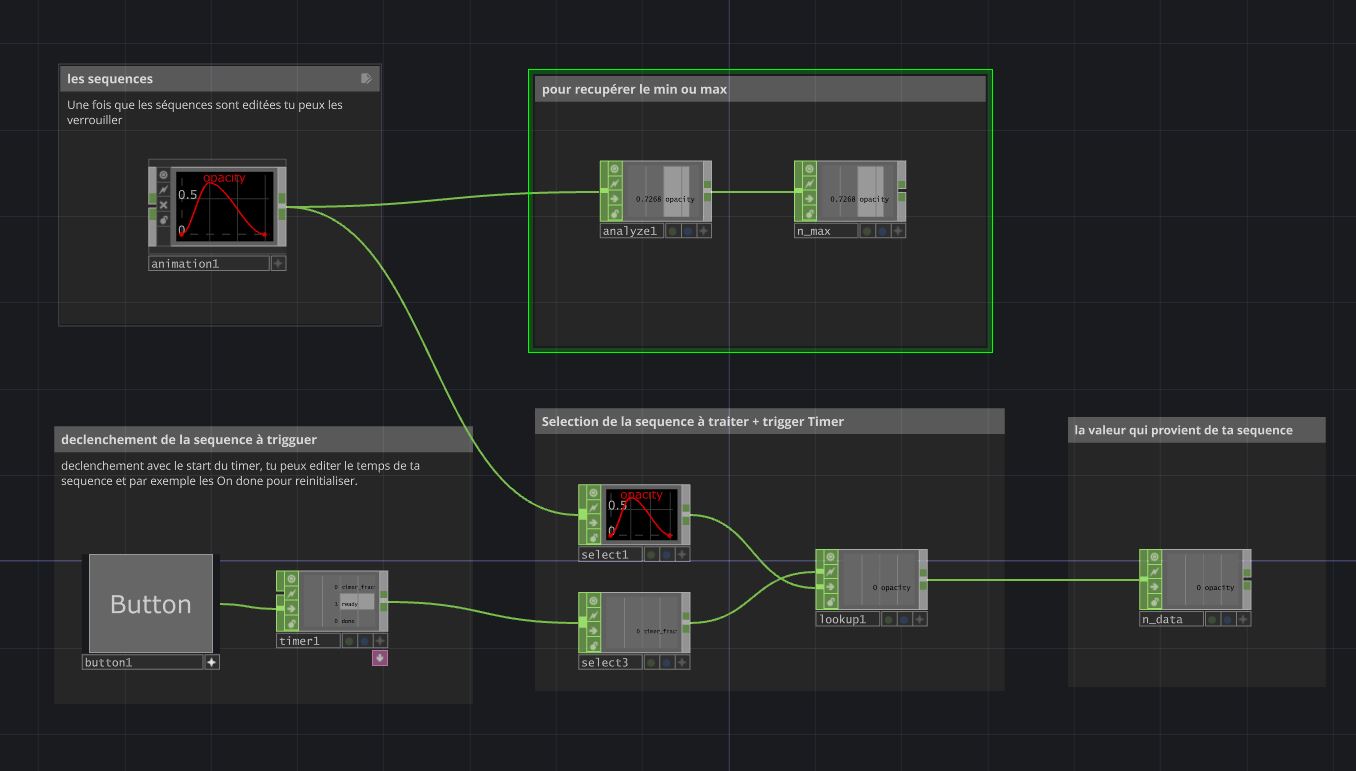 les sequences
Une fois que les séquences sont editées tu peux les
verrouiller
opacity
0.5
0
animation1
pour recupérer le min ou max
0.7268 opacity
analyze1
0.7268 opacity
n_max
declenchement de la sequence à trigguer
declenchement avec le start du timer, tu peux editer le temps de ta
sequence et par exemple les On done pour reinitialiser.
Button
button1
0 timer_frac
1 ready
0 done
timer1
Selection de la sequence à traiter + trigger Timer
opacity
0.5
0
select1
0 timer_frac
select3
0 opacity
lookup1
la valeur qui provient de ta sequence
0 opacity
n_data